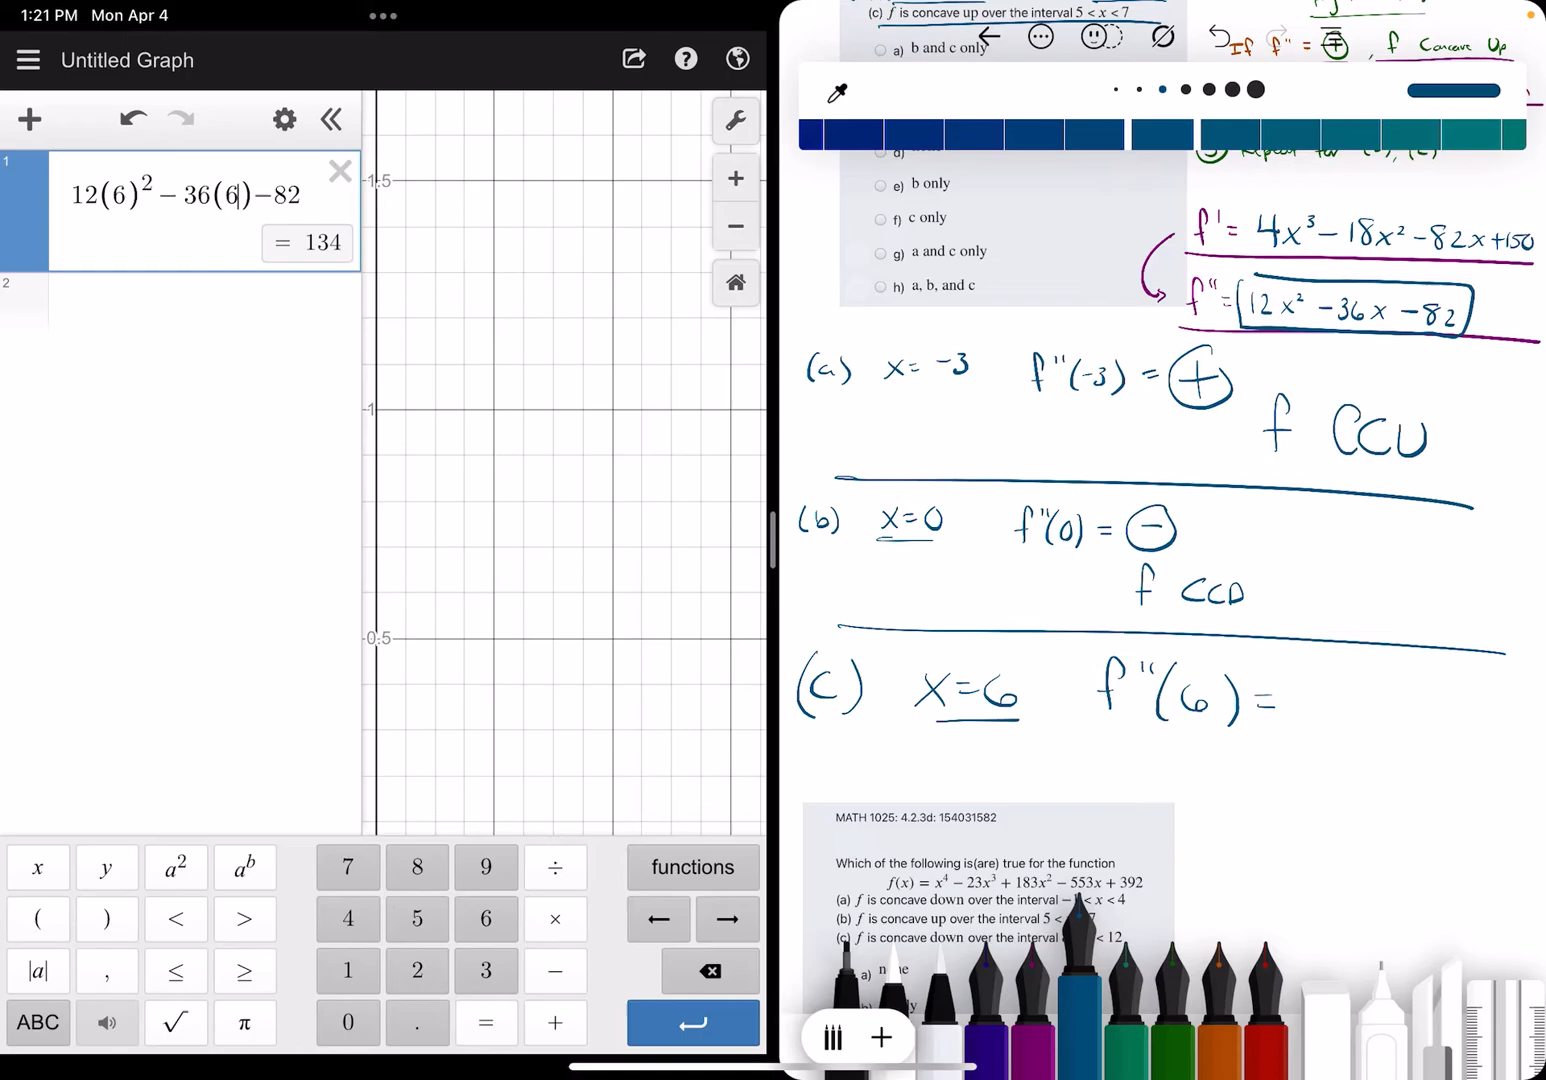 1:21 PM Mon Apr 4
Untitled Graph
1
12(6)² − 36(6)−82
= 134
2
1.5
1
0.5
x y a² a^b 7 8 9 ÷ functions
( ) < > 4 5 6 × ← →
|a| , ≤ ≥ 1 2 3 −
ABC √ π 0 . = +
(c) f is concave up over the interval 5 < x < 7
a) b and c only
d)
e) b only
f) c only
g) a and c only
h) a, b, and c
If f'' = + , f Concave Up
Repeat for
f' = 4x³ − 18x² − 82x + 150
f'' = 12x² − 36x − 82
(a) x = −3 f''(−3) = +
f CCU
(b) x=0 f''(0) = −
f CCD
(c) x=6 f''(6) =
MATH 1025: 4.2.3d: 154031582
Which of the following is(are) true for the function
f(x) = x⁴ − 23x³ + 183x² − 553x + 392
(a) f is concave down over the interval < x < 4
(b) f is concave up over the interval 5 <
(c) f is concave down over the interval < 12
a)